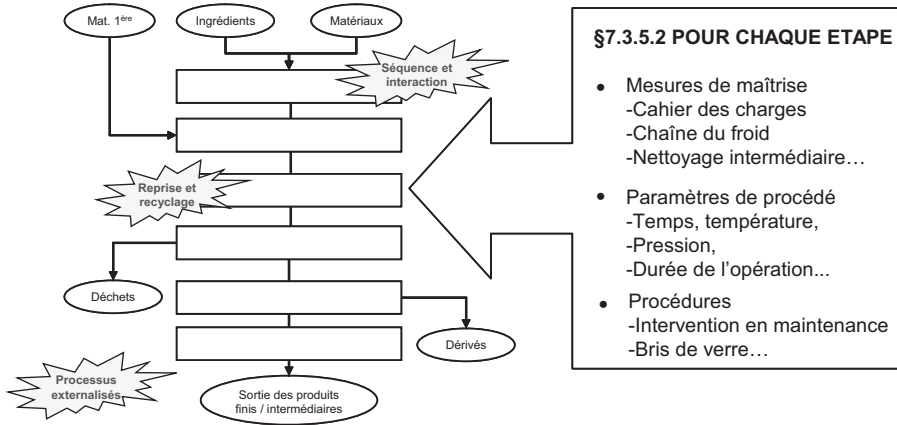 Mat. 1ère
Ingrédients
Matériaux
Séquence et
interaction
Reprise et
recyclage
Déchets
Dérivés
Processus
externalisés
Sortie des produits
finis / intermédiaires
§7.3.5.2 POUR CHAQUE ETAPE
• Mesures de maîtrise
-Cahier des charges
-Chaîne du froid
-Nettoyage intermédiaire…
• Paramètres de procédé
-Temps, température,
-Pression,
-Durée de l’opération...
• Procédures
-Intervention en maintenance
-Bris de verre…